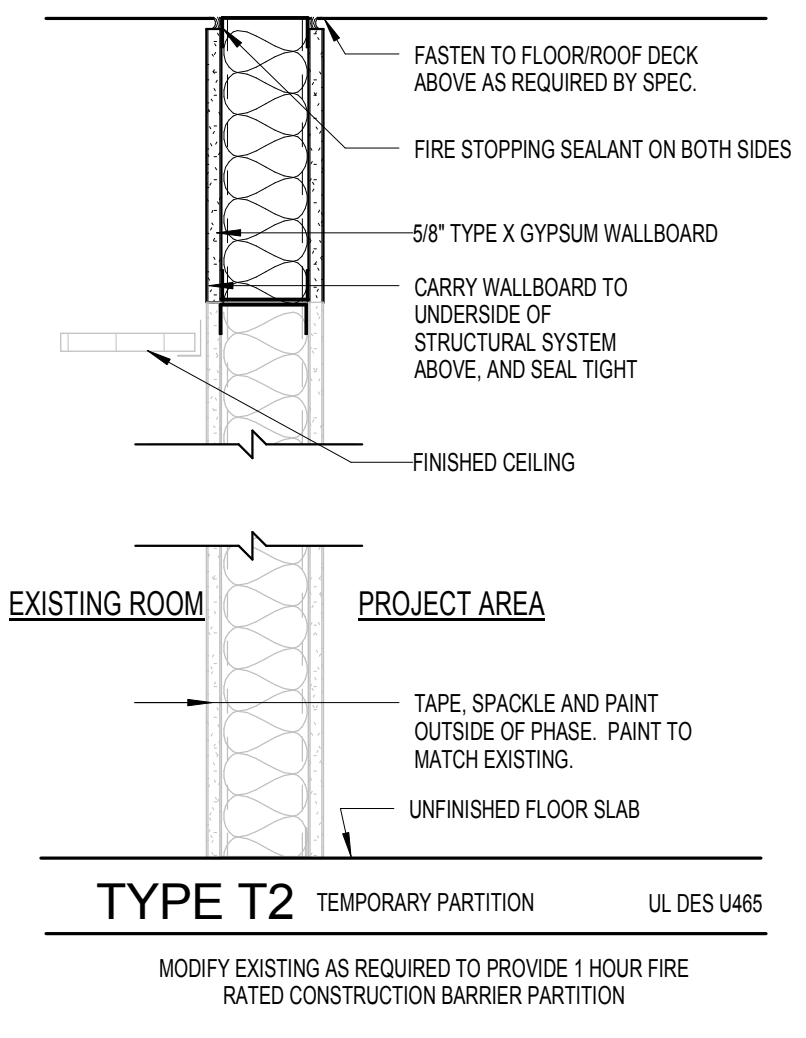 FASTEN TO FLOOR/ROOF DECK
ABOVE AS REQUIRED BY SPEC.
FIRE STOPPING SEALANT ON BOTH SIDES
5/8" TYPE X GYPSUM WALLBOARD
CARRY WALLBOARD TO
UNDERSIDE OF
STRUCTURAL SYSTEM
ABOVE, AND SEAL TIGHT
FINISHED CEILING
EXISTING ROOM
PROJECT AREA
TAPE, SPACKLE AND PAINT
OUTSIDE OF PHASE. PAINT TO
MATCH EXISTING.
UNFINISHED FLOOR SLAB
TYPE T2 TEMPORARY PARTITION UL DES U465
MODIFY EXISTING AS REQUIRED TO PROVIDE 1 HOUR FIRE
RATED CONSTRUCTION BARRIER PARTITION